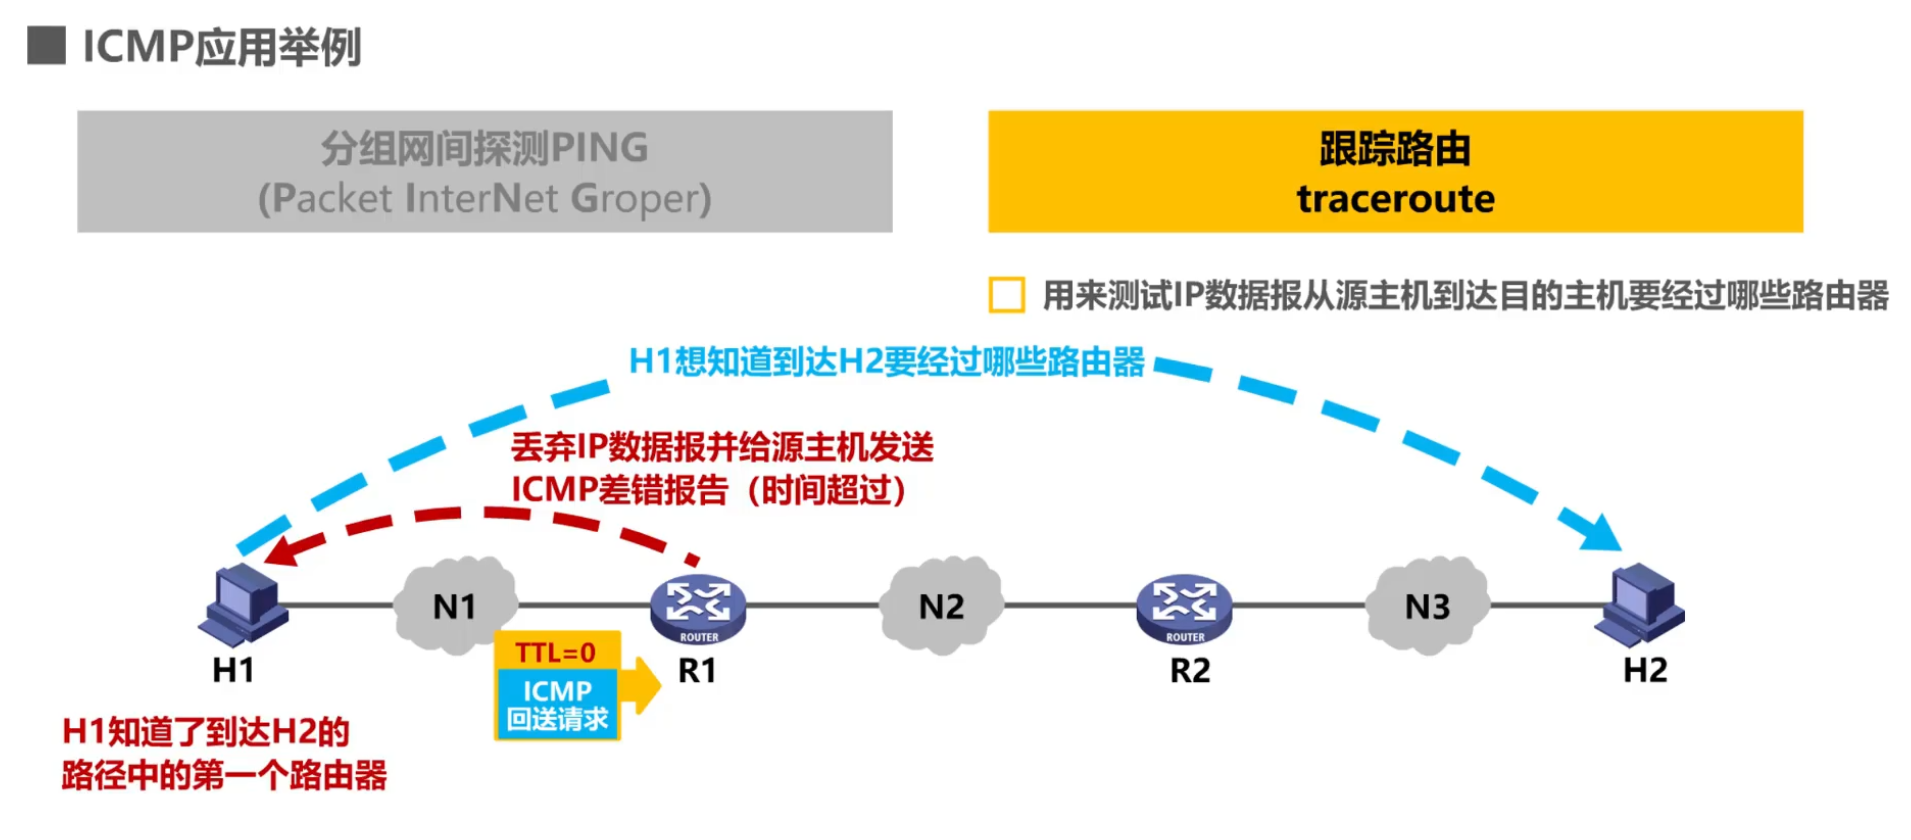 ICMP应用举例
分组网间探测PING
(Packet InterNet Groper)
跟踪路由
traceroute
用来测试IP数据报从源主机到达目的主机要经过哪些路由器
H1想知道到达H2要经过哪些路由器
丢弃IP数据报并给源主机发送
ICMP差错报告（时间超过）
N1
N2
N3
ROUTER
ROUTER
H1
R1
R2
H2
TTL=0
ICMP
回送请求
H1知道了到达H2的
路径中的第一个路由器